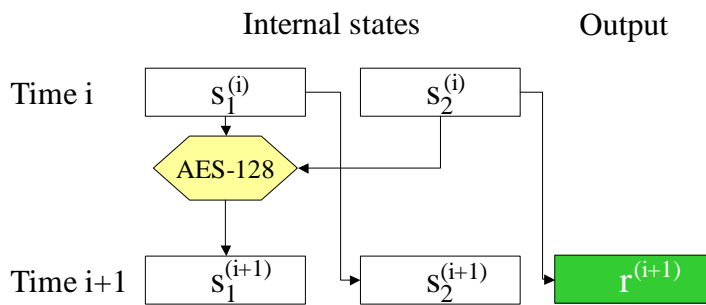 Internal states Output
Time i s₁⁽ⁱ⁾ s₂⁽ⁱ⁾
AES-128
Time i+1 s₁⁽ⁱ⁺¹⁾ s₂⁽ⁱ⁺¹⁾ r⁽ⁱ⁺¹⁾